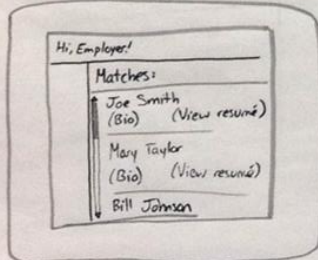 Hi, Employer!
Matches:
Joe Smith
(Bio) (View resumé)
Mary Taylor
(Bio) (View resumé)
Bill Johnson